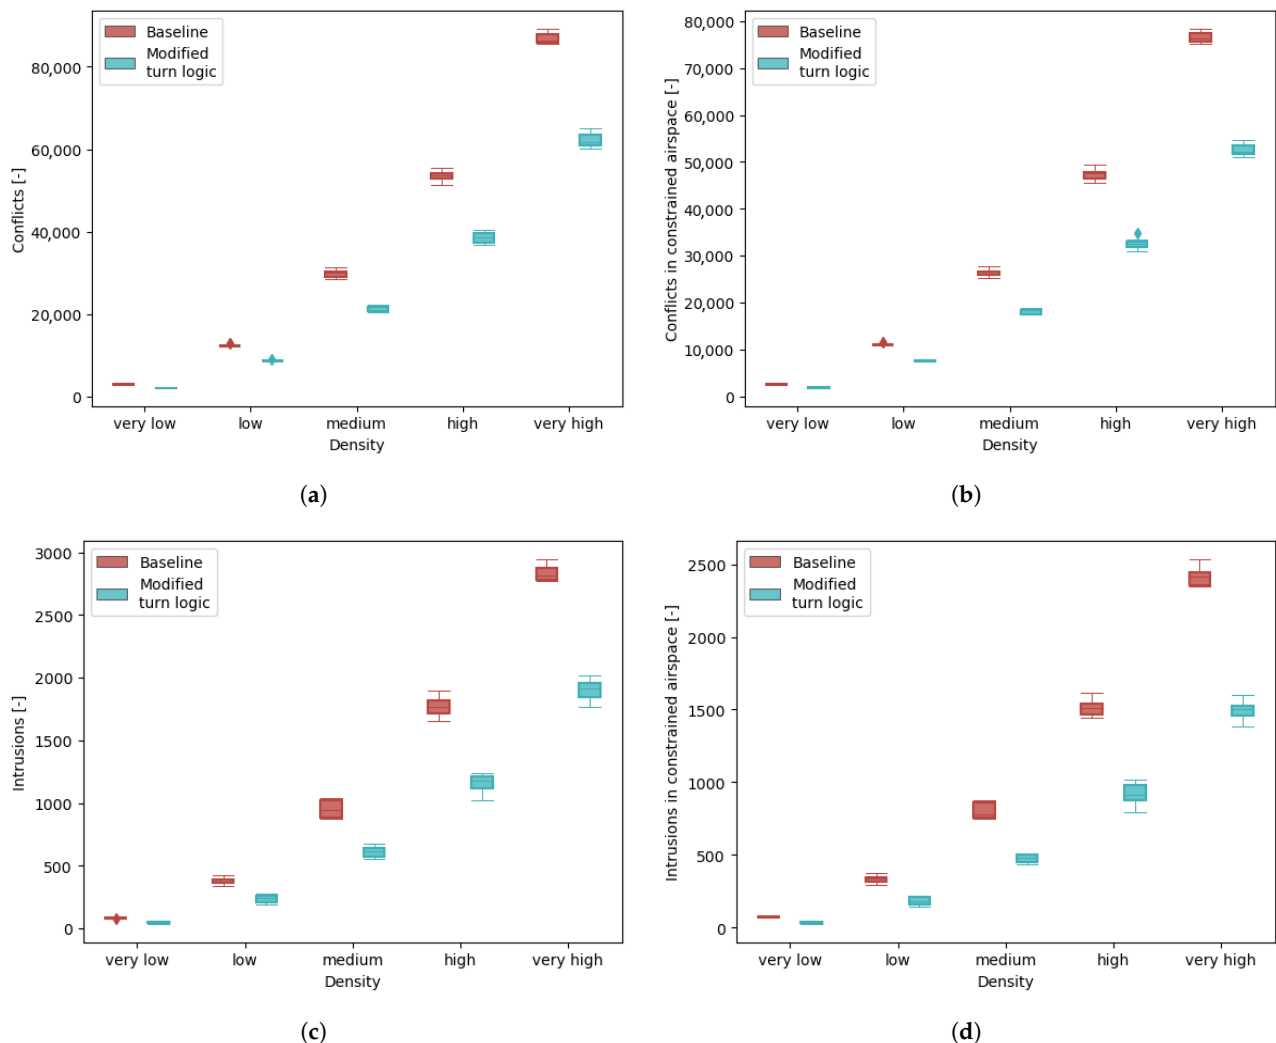 Baseline
Modified
turn logic
Conflicts [-]
80,000
60,000
40,000
20,000
0
very low
low
medium
high
very high
Density
(a)
Baseline
Modified
turn logic
Conflicts in constrained airspace [-]
80,000
70,000
60,000
50,000
40,000
30,000
20,000
10,000
0
very low
low
medium
high
very high
Density
(b)
Baseline
Modified
turn logic
Intrusions [-]
3000
2500
2000
1500
1000
500
0
very low
low
medium
high
very high
Density
(c)
Baseline
Modified
turn logic
Intrusions in constrained airspace [-]
2500
2000
1500
1000
500
0
very low
low
medium
high
very high
Density
(d)